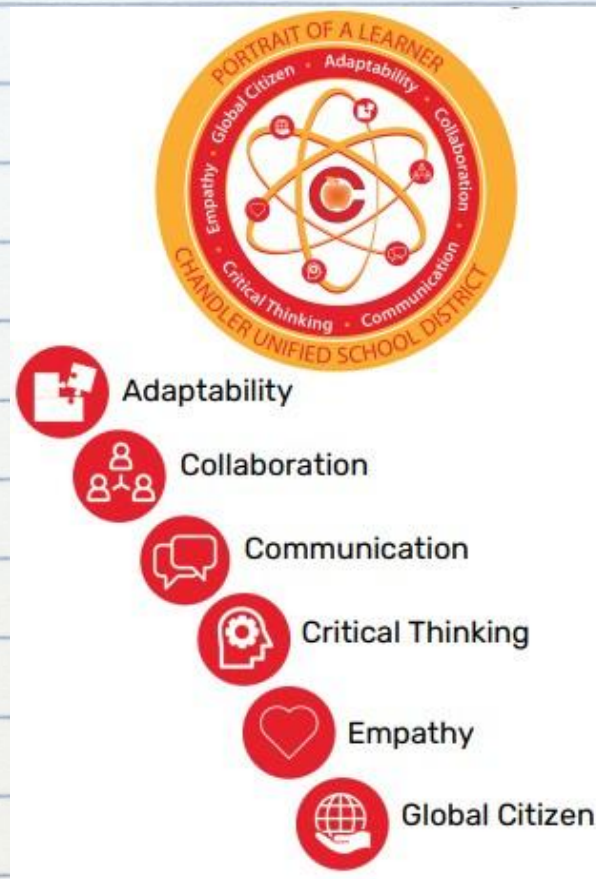 PORTRAIT OF A LEARNER
Empathy · Global Citizen · Adaptability · Collaboration · Communication · Critical Thinking ·
C
CHANDLER UNIFIED SCHOOL DISTRICT
Adaptability
Collaboration
Communication
Critical Thinking
Empathy
Global Citizen